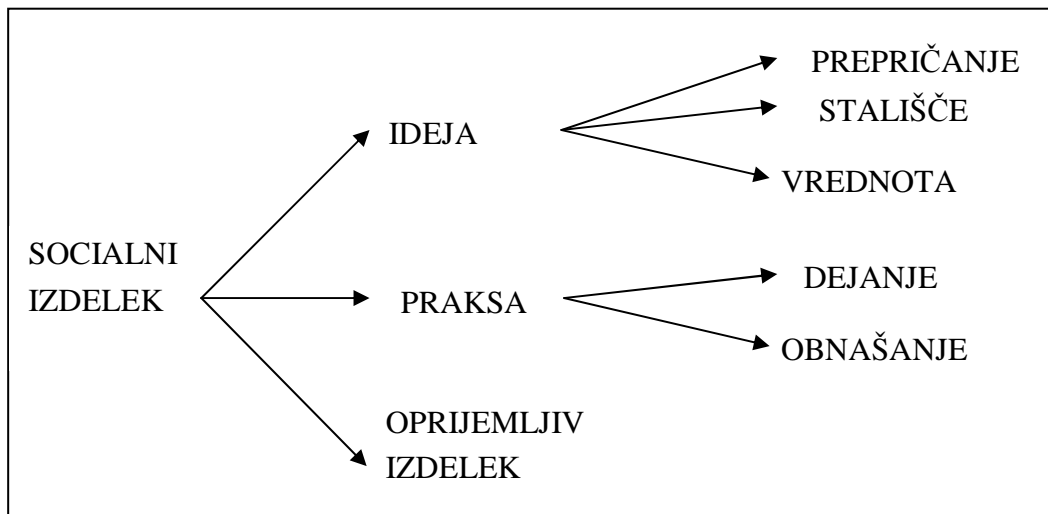 PREPRIČANJE
STALIŠČE
IDEJA
VREDNOTA
SOCIALNI
IZDELEK
DEJANJE
PRAKSA
OBNAŠANJE
OPRIJEMLJIV
IZDELEK